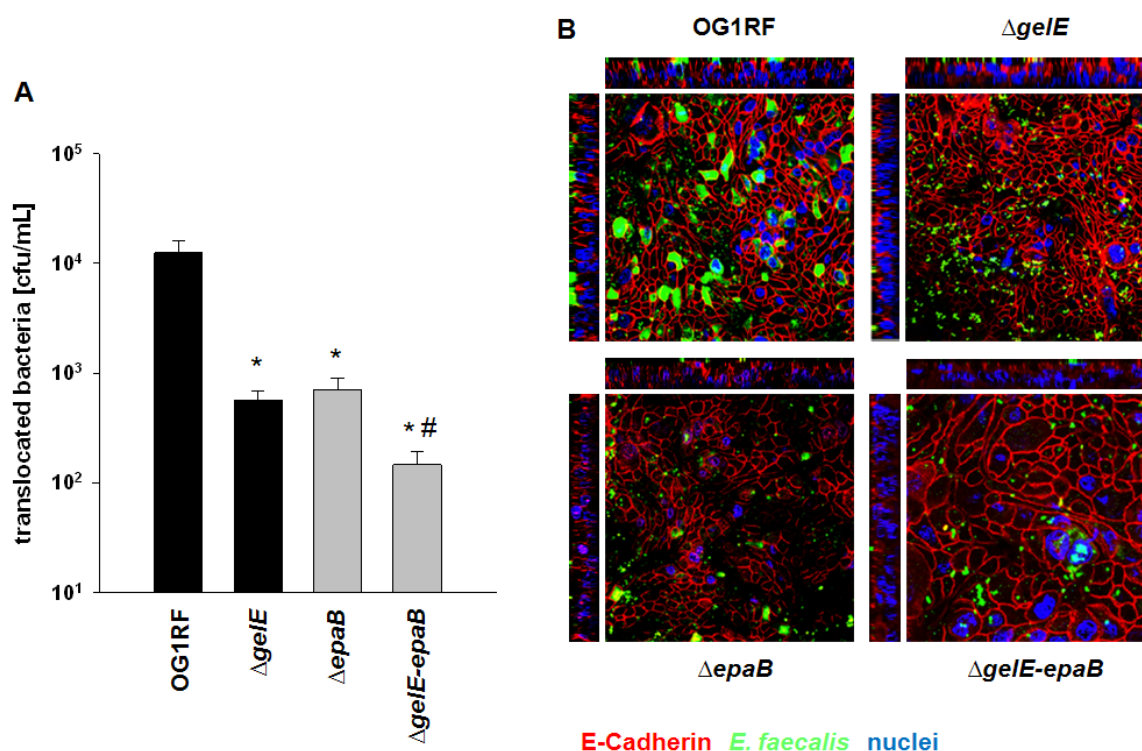 A
translocated bacteria [cfu/mL]
10⁵
10⁴
10³
10²
10¹
*
*
* #
OG1RF
ΔgelE
ΔepaB
ΔgelE-epaB
B
OG1RF
ΔgelE
ΔepaB
ΔgelE-epaB
E-Cadherin E. faecalis nuclei